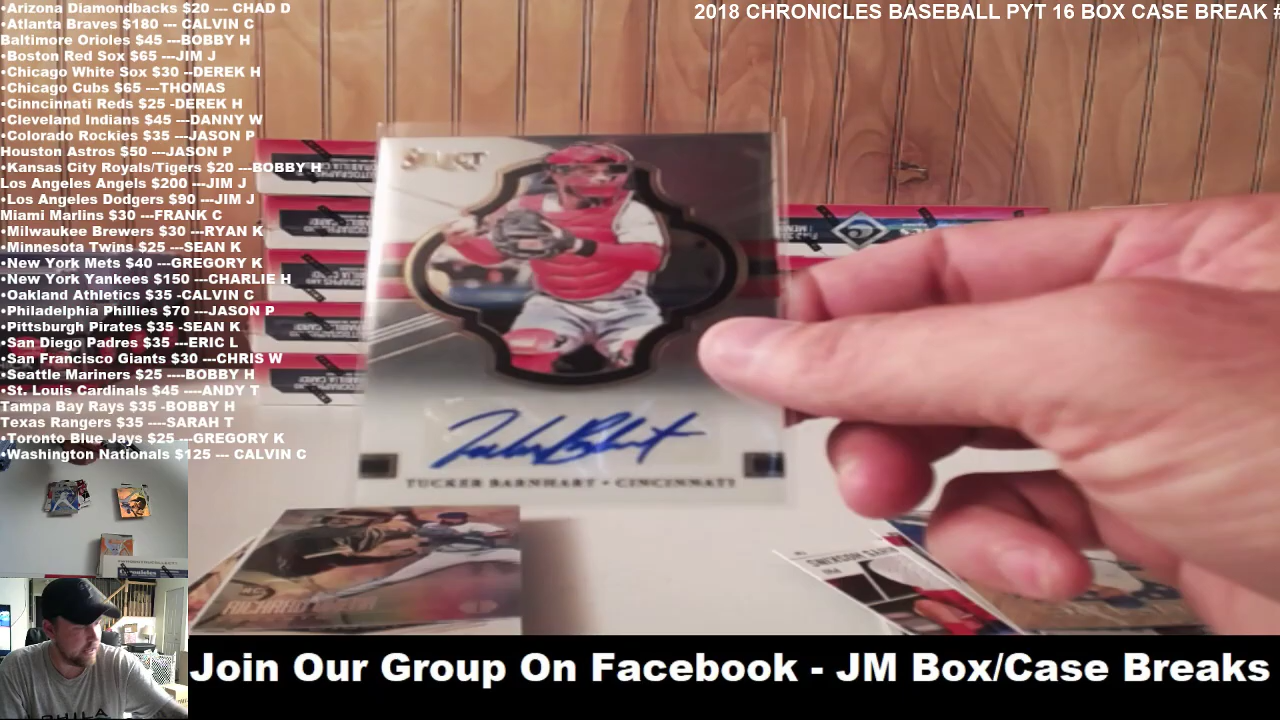 •Arizona Diamondbacks $20 --- CHAD D
•Atlanta Braves $180 --- CALVIN C
Baltimore Orioles $45 ---BOBBY H
•Boston Red Sox $65 ---JIM J
•Chicago White Sox $30 --DEREK H
•Chicago Cubs $65 ---THOMAS
•Cinncinnati Reds $25 -DEREK H
•Cleveland Indians $45 ---DANNY W
•Colorado Rockies $35 ---JASON P
Houston Astros $50 ---JASON P
•Kansas City Royals/Tigers $20 ---BOBBY H
Los Angeles Angels $200 ---JIM J
•Los Angeles Dodgers $90 ---JIM J
Miami Marlins $30 ---FRANK C
•Milwaukee Brewers $30 ---RYAN K
•Minnesota Twins $25 ---SEAN K
•New York Mets $40 ---GREGORY K
•New York Yankees $150 ---CHARLIE H
•Oakland Athletics $35 -CALVIN C
•Philadelphia Phillies $70 ---JASON P
•Pittsburgh Pirates $35 -SEAN K
•San Diego Padres $35 ---ERIC L
•San Francisco Giants $30 ---CHRIS W
•Seattle Mariners $25 ----BOBBY H
•St. Louis Cardinals $45 ----ANDY T
Tampa Bay Rays $35 -BOBBY H
Texas Rangers $35 ----SARAH T
•Toronto Blue Jays $25 ---GREGORY K
•Washington Nationals $125 --- CALVIN C
2018 CHRONICLES BASEBALL PYT 16 BOX CASE BREAK #
SELECT
TUCKER BARNHART • CINCINNATI
RHYS HOSKINS
PHI
RC
Join Our Group On Facebook - JM Box/Case Breaks